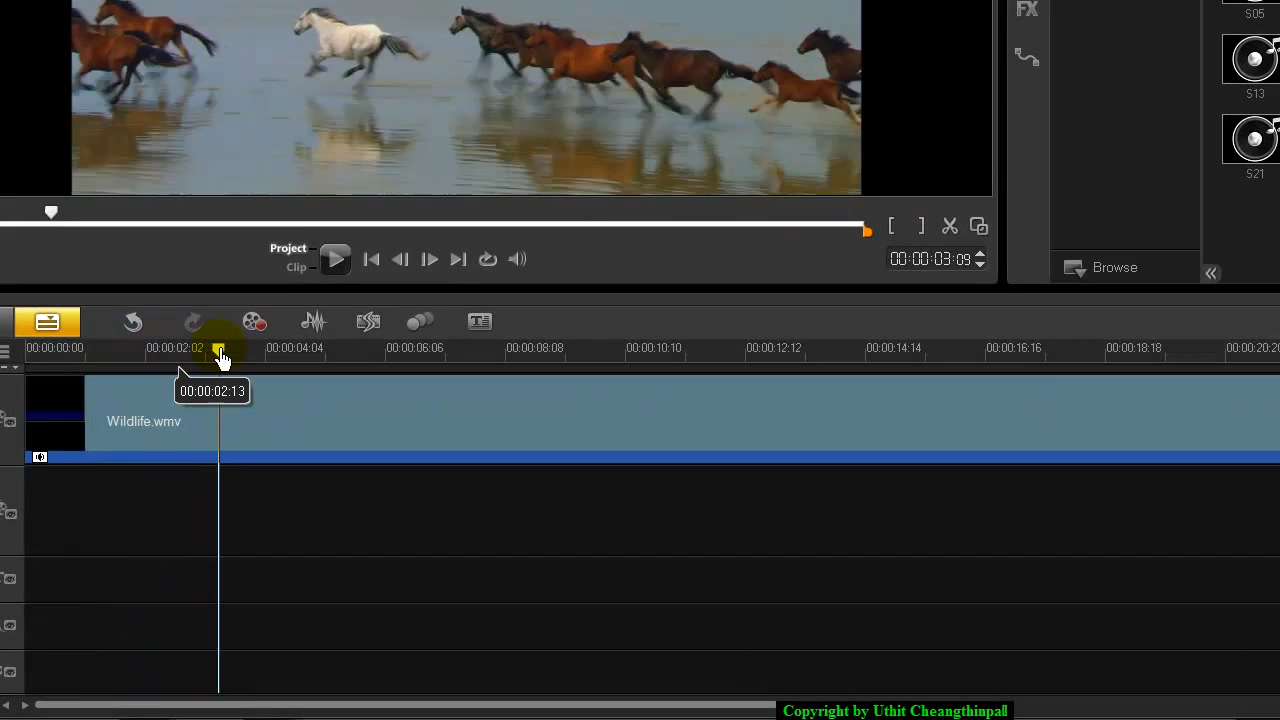 FX
S05
S13
S21
Project
Clip
00:00:03:09
Browse
00:00:00:00
00:00:02:02
00:00:04:04
00:00:06:06
00:00:08:08
00:00:10:10
00:00:12:12
00:00:14:14
00:00:16:16
00:00:18:18
00:00:20:20
00:00:02:13
Wildlife.wmv
Copyright by Uthit Cheangthinpa